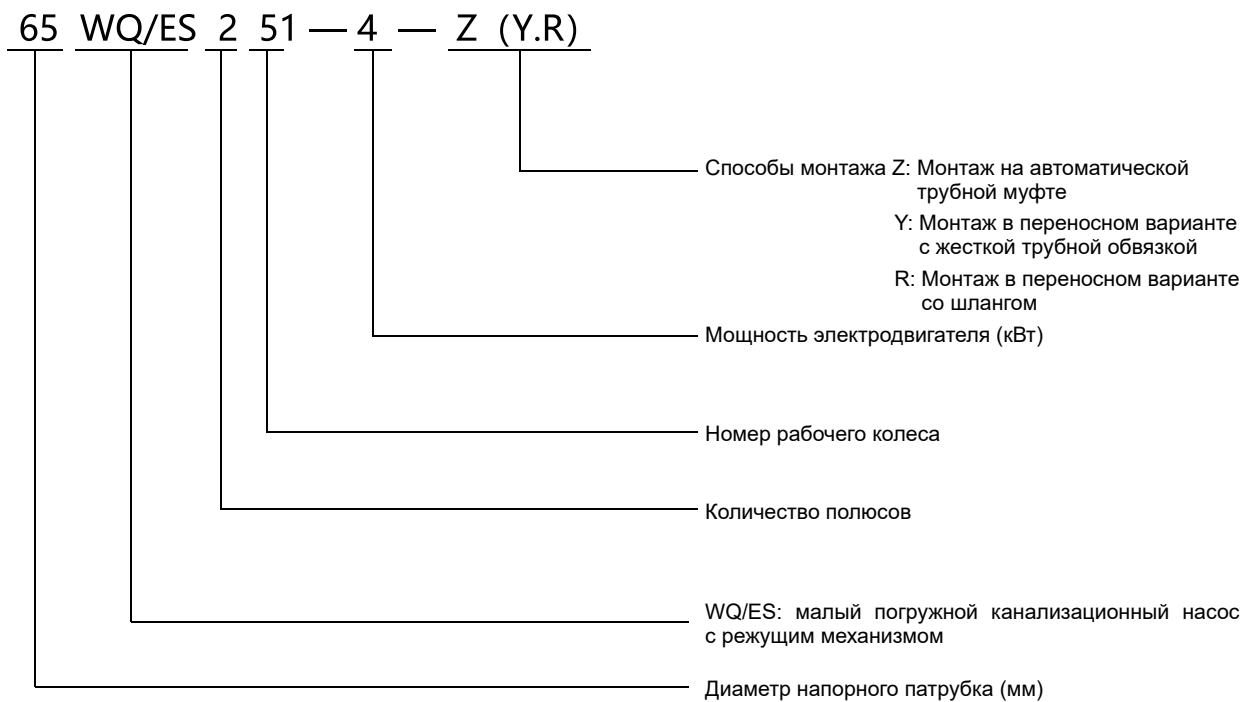 65 WQ/ES 2 51 — 4 — Z (Y.R)
Способы монтажа Z: Монтаж на автоматической
трубной муфте
Y: Монтаж в переносном варианте
с жесткой трубной обвязкой
R: Монтаж в переносном варианте
со шлангом
Мощность электродвигателя (кВт)
Номер рабочего колеса
Количество полюсов
WQ/ES: малый погружной канализационный насос
с режущим механизмом
Диаметр напорного патрубка (мм)